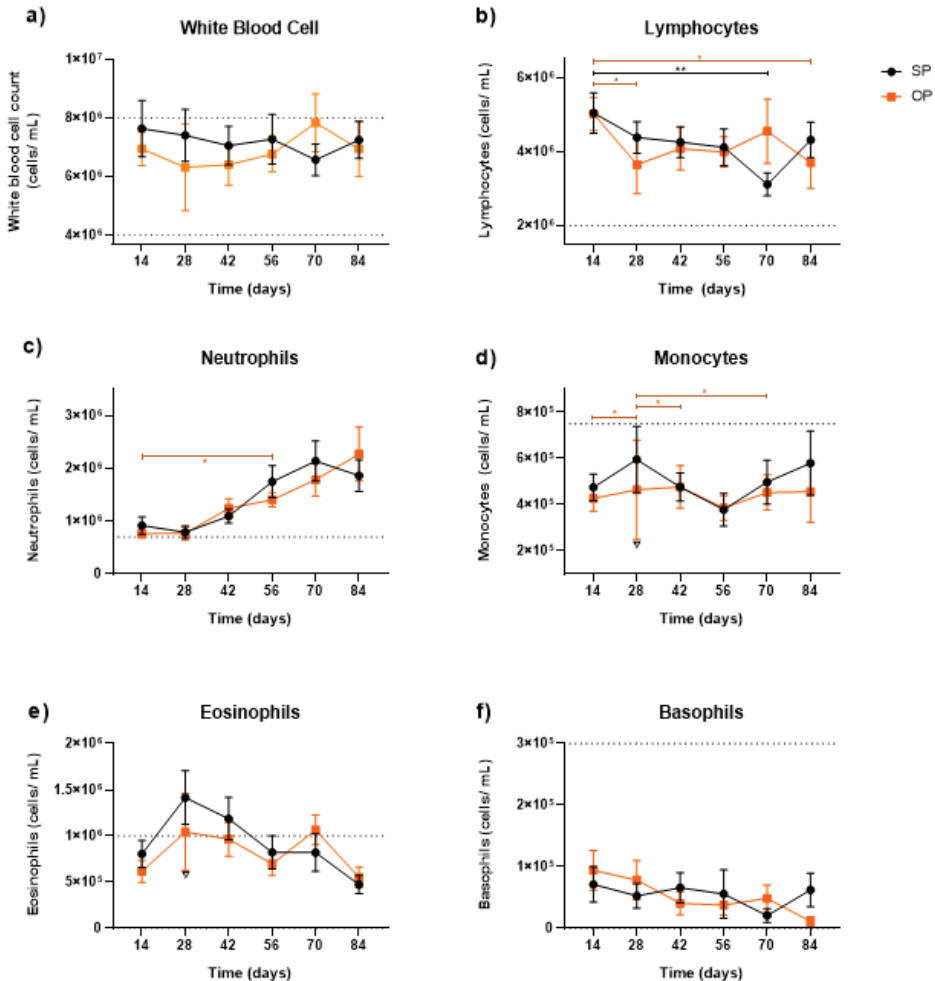 a)
White Blood Cell
White blood cell count
(cells/ mL)
1×10⁷
8×10⁶
6×10⁶
4×10⁶
14 28 42 56 70 84
Time (days)
b)
Lymphocytes
Lymphocytes (cells/ mL)
6×10⁶
4×10⁶
2×10⁶
*
**
*
14 28 42 56 70 84
Time (days)
SP
OP
c)
Neutrophils
Neutrophils (cells/ mL)
3×10⁶
2×10⁶
1×10⁶
0
*
14 28 42 56 70 84
Time (days)
d)
Monocytes
Monocytes (cells/ mL)
8×10⁵
6×10⁵
4×10⁵
2×10⁵
*
*
*
14 28 42 56 70 84
Time (days)
e)
Eosinophils
Eosinophils (cells/ mL)
2×10⁶
1.5×10⁶
1×10⁶
5×10⁵
0
14 28 42 56 70 84
Time (days)
f)
Basophils
Basophils (cells/ mL)
3×10⁵
2×10⁵
1×10⁵
0
14 28 42 56 70 84
Time (days)